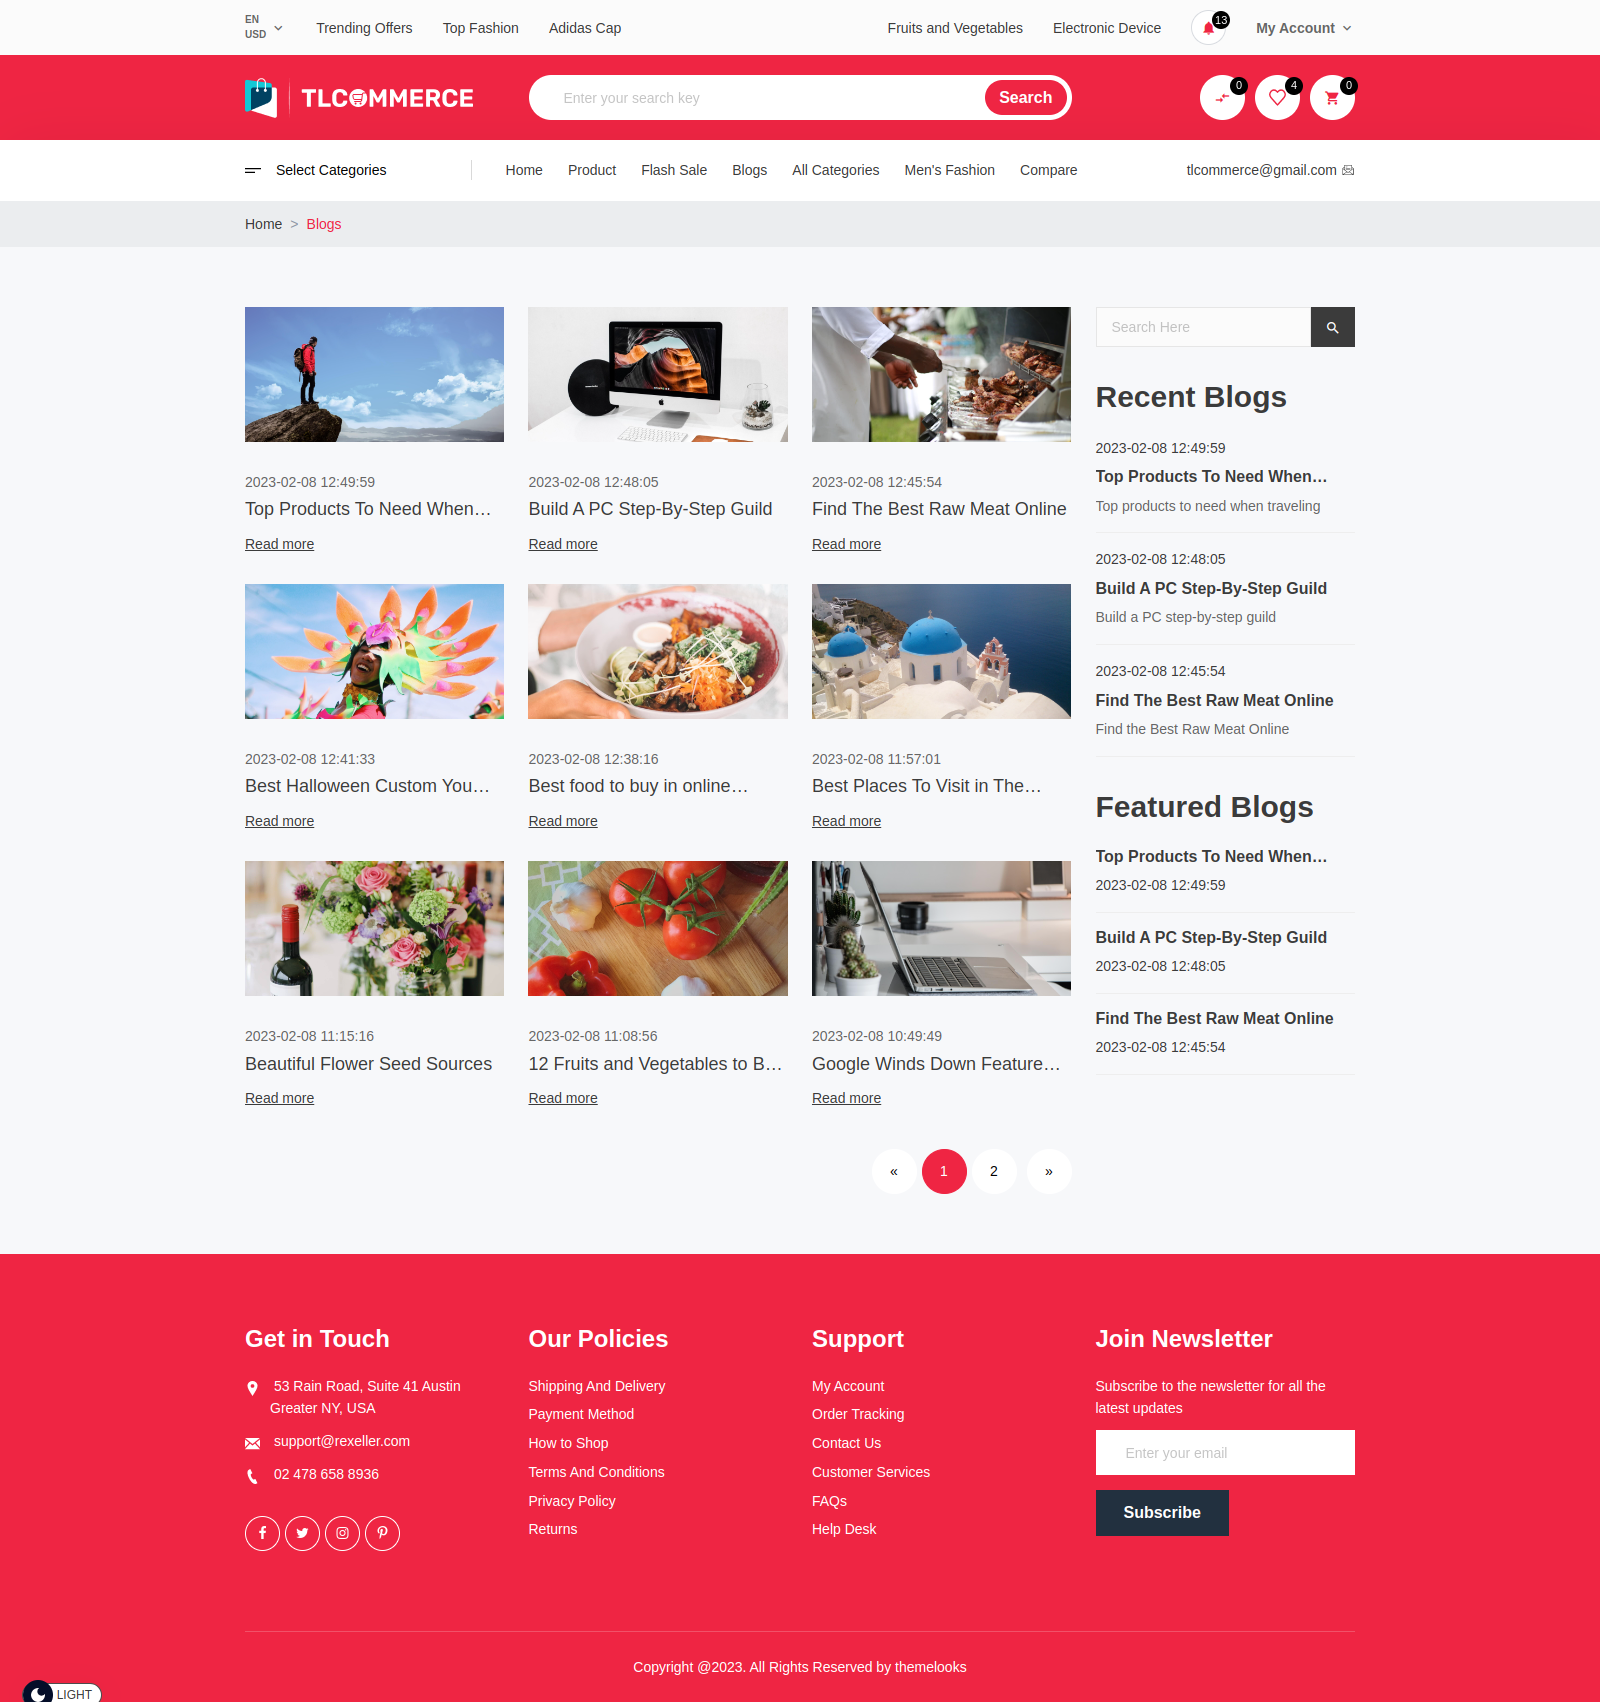 EN
USD
Trending Offers
Top Fashion
Adidas Cap
Fruits and Vegetables
Electronic Device
13
My Account
TLCOMMERCE
Enter your search key
Search
0
4
0
Select Categories
Home
Product
Flash Sale
Blogs
All Categories
Men's Fashion
Compare
tlcommerce@gmail.com
Home > Blogs
2023-02-08 12:49:59
Top Products To Need When...
Read more
2023-02-08 12:48:05
Build A PC Step-By-Step Guild
Read more
2023-02-08 12:45:54
Find The Best Raw Meat Online
Read more
2023-02-08 12:41:33
Best Halloween Custom You...
Read more
2023-02-08 12:38:16
Best food to buy in online...
Read more
2023-02-08 11:57:01
Best Places To Visit in The...
Read more
2023-02-08 11:15:16
Beautiful Flower Seed Sources
Read more
2023-02-08 11:08:56
12 Fruits and Vegetables to B...
Read more
2023-02-08 10:49:49
Google Winds Down Feature...
Read more
«
1
2
»
Search Here
Recent Blogs
2023-02-08 12:49:59
Top Products To Need When...
Top products to need when traveling
2023-02-08 12:48:05
Build A PC Step-By-Step Guild
Build a PC step-by-step guild
2023-02-08 12:45:54
Find The Best Raw Meat Online
Find the Best Raw Meat Online
Featured Blogs
Top Products To Need When...
2023-02-08 12:49:59
Build A PC Step-By-Step Guild
2023-02-08 12:48:05
Find The Best Raw Meat Online
2023-02-08 12:45:54
Get in Touch
53 Rain Road, Suite 41 Austin
Greater NY, USA
support@rexeller.com
02 478 658 8936
Our Policies
Shipping And Delivery
Payment Method
How to Shop
Terms And Conditions
Privacy Policy
Returns
Support
My Account
Order Tracking
Contact Us
Customer Services
FAQs
Help Desk
Join Newsletter
Subscribe to the newsletter for all the
latest updates
Enter your email
Subscribe
Copyright @2023. All Rights Reserved by themelooks
LIGHT